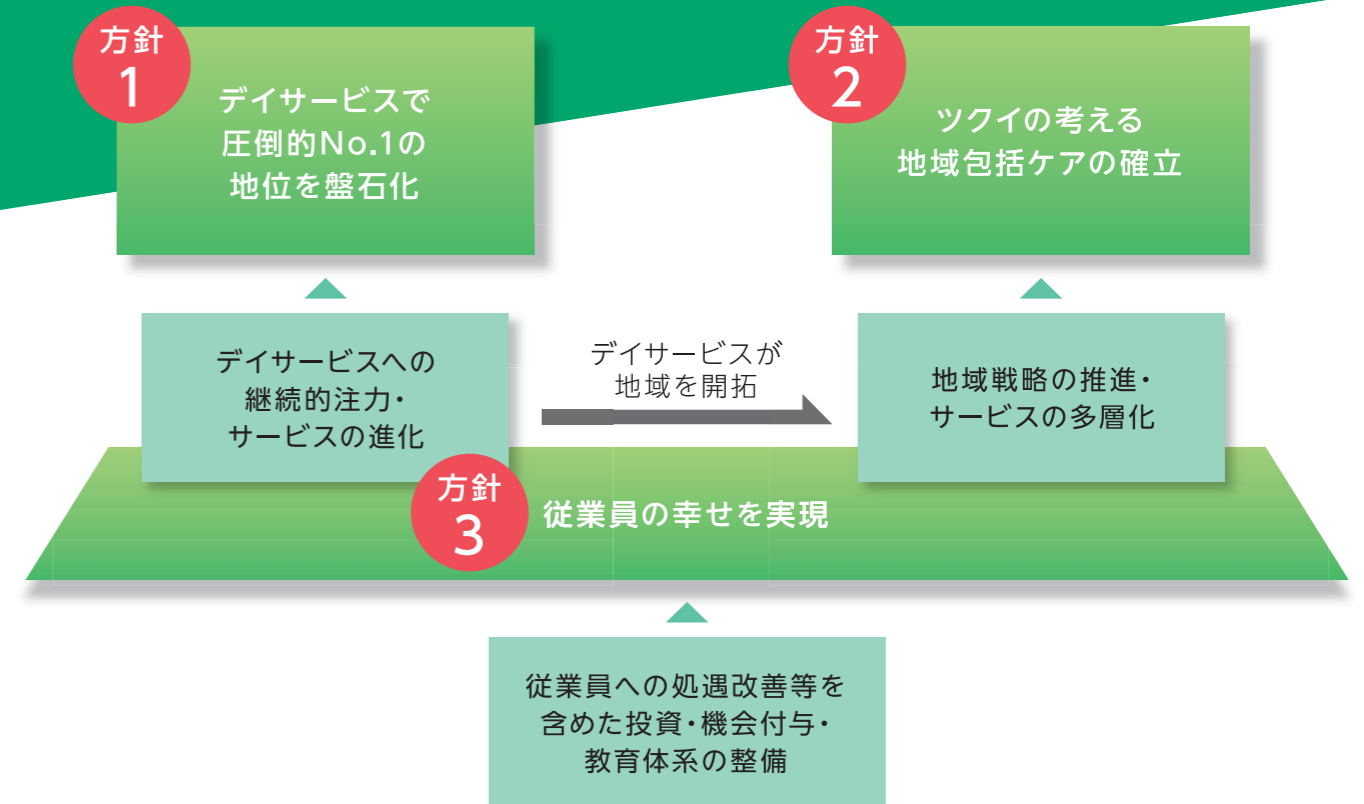 方針
1
デイサービスで
圧倒的No.1の
地位を盤石化
方針
2
ツクイの考える
地域包括ケアの確立
デイサービスへの
継続的注力・
サービスの進化
デイサービスが
地域を開拓
地域戦略の推進・
サービスの多層化
方針
3
従業員の幸せを実現
従業員への処遇改善等を
含めた投資・機会付与・
教育体系の整備